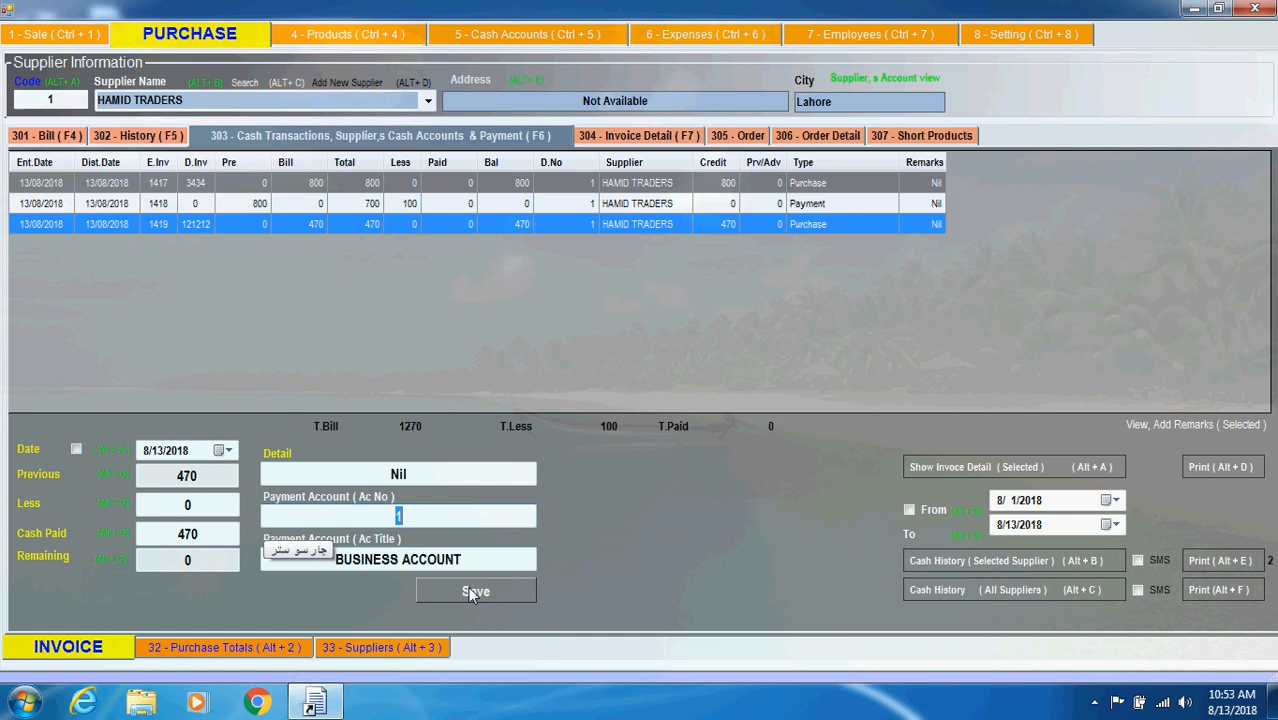 1 - Sale ( Ctrl + 1 ) PURCHASE 4 - Products ( Ctrl + 4 ) 5 - Cash Accounts ( Ctrl + 5 ) 6 - Expenses ( Ctrl + 6 ) 7 - Employees ( Ctrl + 7 ) 8 - Setting ( Ctrl + 8 )
Supplier Information
Code (ALT+ A) Supplier Name (ALT+ B) Search (ALT+ C) Add New Supplier (ALT+ D) Address (ALT+ E) City Supplier, s Account view
1 HAMID TRADERS Not Available Lahore
301 - Bill ( F4 ) 302 - History ( F5 ) 303 - Cash Transactions, Supplier,s Cash Accounts & Payment ( F6 ) 304 - Invoice Detail ( F7 ) 305 - Order 306 - Order Detail 307 - Short Products
Ent.Date Dist.Date E.Inv D.Inv Pre Bill Total Less Paid Bal D.No Supplier Credit Prv/Adv Type Remarks
13/08/2018 13/08/2018 1417 3434 0 800 800 0 0 800 1 HAMID TRADERS 800 0 Purchase Nil
13/08/2018 13/08/2018 1418 0 800 0 700 100 0 0 1 HAMID TRADERS 0 0 Payment Nil
13/08/2018 13/08/2018 1419 121212 0 470 470 0 0 470 1 HAMID TRADERS 470 0 Purchase Nil
T.Bill 1270 T.Less 100 T.Paid 0 View, Add Remarks ( Selected )
Date 8/13/2018 Detail
Previous 470 Nil Show Invoce Detail ( Selected ) (Alt + A ) Print ( Alt + D )
Less 0 Payment Account ( Ac No ) From 8/ 1/2018
1
Cash Paid 470 Payment Account ( Ac Title ) To 8/13/2018
چار سو ستر
Remaining 0 BUSINESS ACCOUNT Cash History ( Selected Supplier ) (Alt + B ) SMS Print ( Alt + E ) 2
Save Cash History ( All Suppliers ) (Alt + C ) SMS Print (Alt + F )
INVOICE 32 - Purchase Totals ( Alt + 2 ) 33 - Suppliers ( Alt + 3 )
10:53 AM
8/13/2018